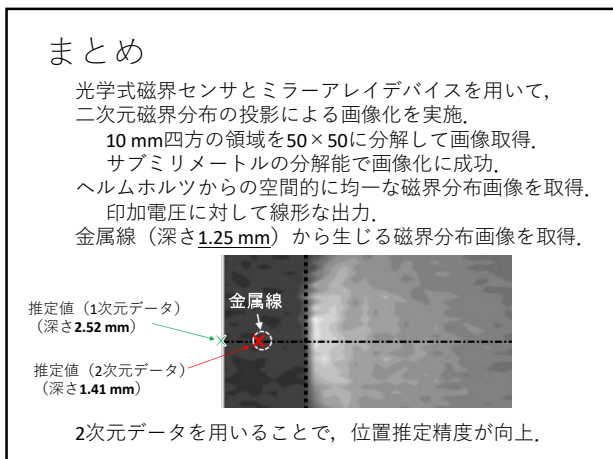 まとめ
光学式磁界センサとミラーアレイデバイスを用いて,
二次元磁界分布の投影による画像化を実施.
10 mm四方の領域を50×50に分解して画像取得.
サブミリメートルの分解能で画像化に成功.
ヘルムホルツからの空間的に均一な磁界分布画像を取得.
印加電圧に対して線形な出力.
金属線（深さ1.25 mm）から生じる磁界分布画像を取得.
金属線
推定値（1次元データ）
（深さ2.52 mm）
推定値（2次元データ）
（深さ1.41 mm）
2次元データを用いることで，位置推定精度が向上.